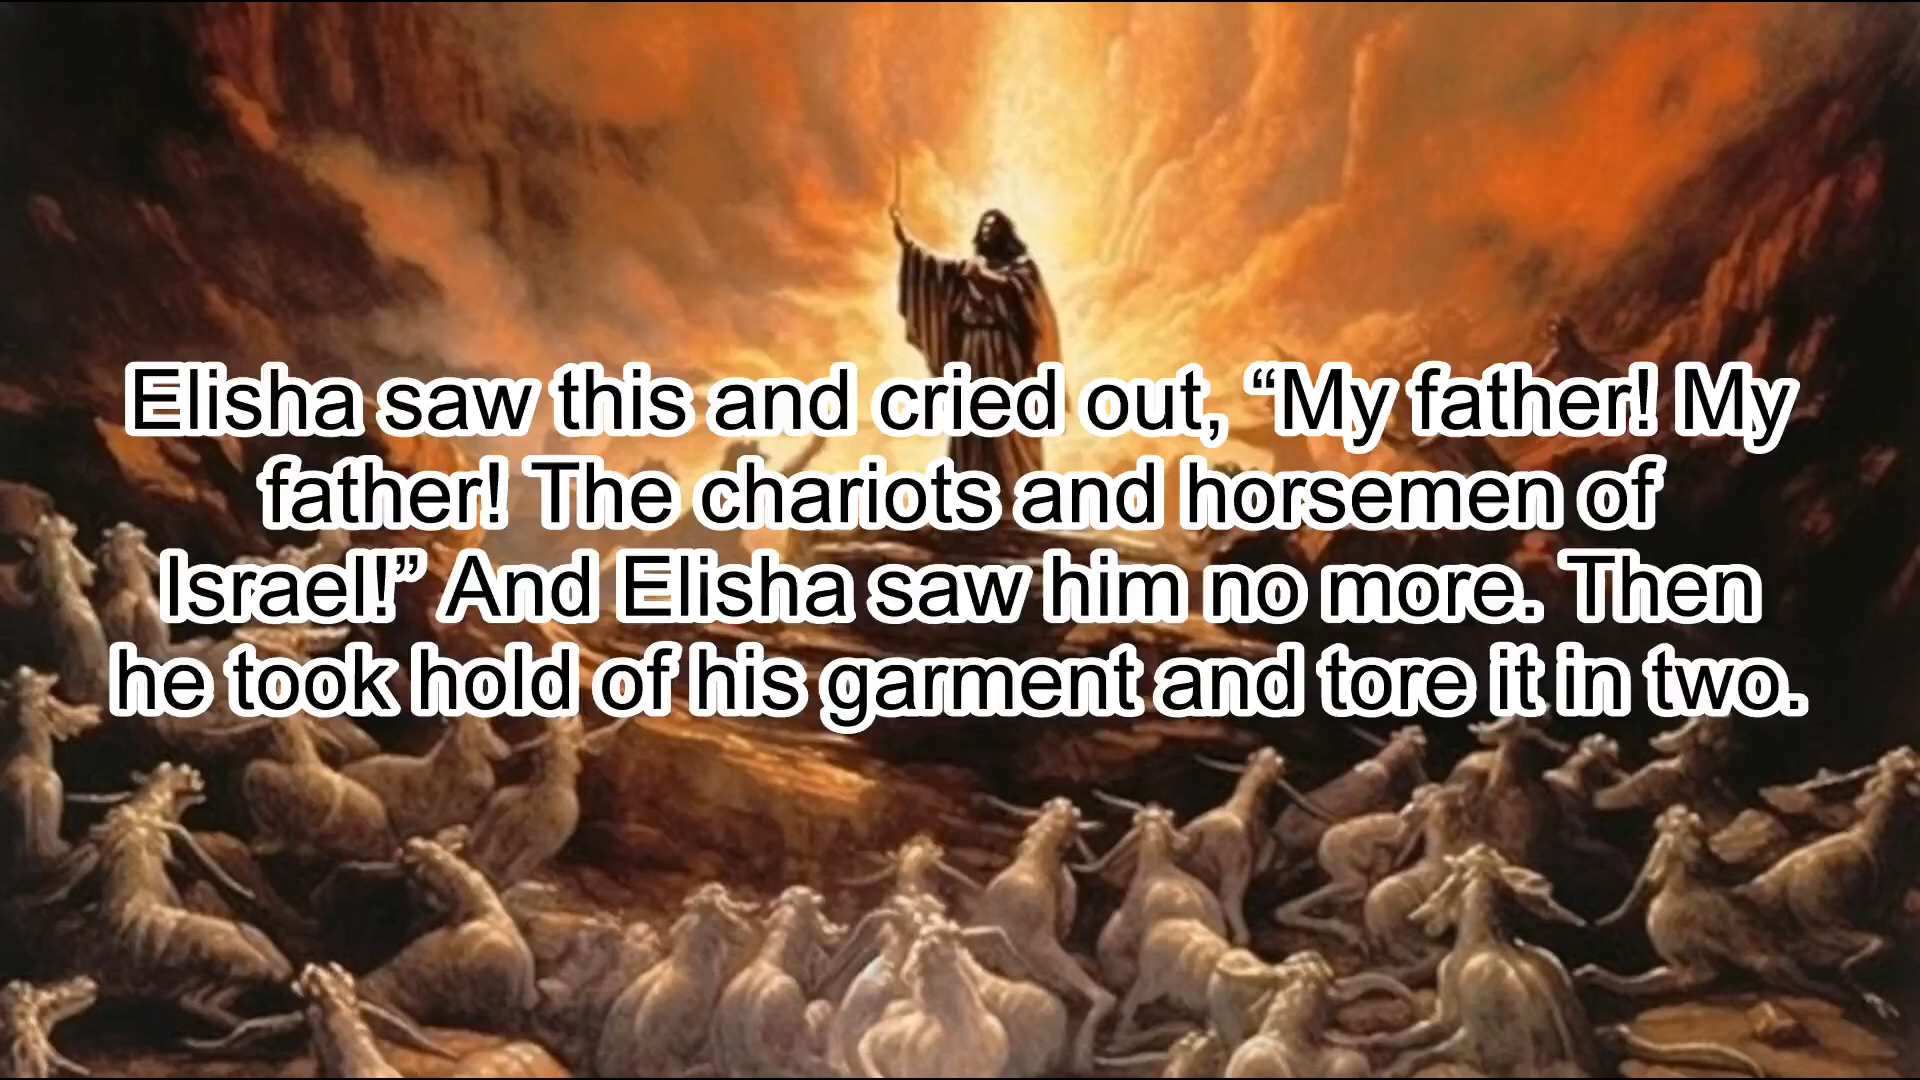 Elisha saw this and cried out, “My father! My
father! The chariots and horsemen of
Israel!” And Elisha saw him no more. Then
he took hold of his garment and tore it in two.